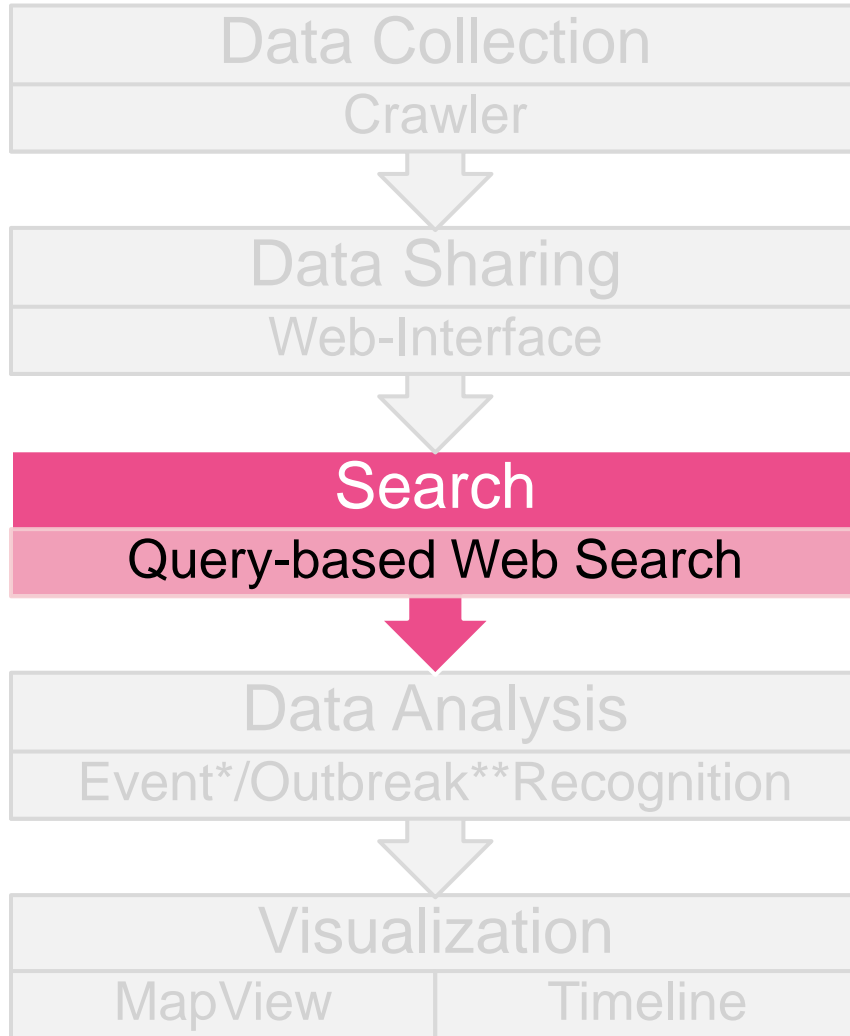 Data Collection
Crawler
Data Sharing
Web-Interface
Search
Query-based Web Search
Data Analysis
Event*/Outbreak**Recognition
Visualization
MapView Timeline